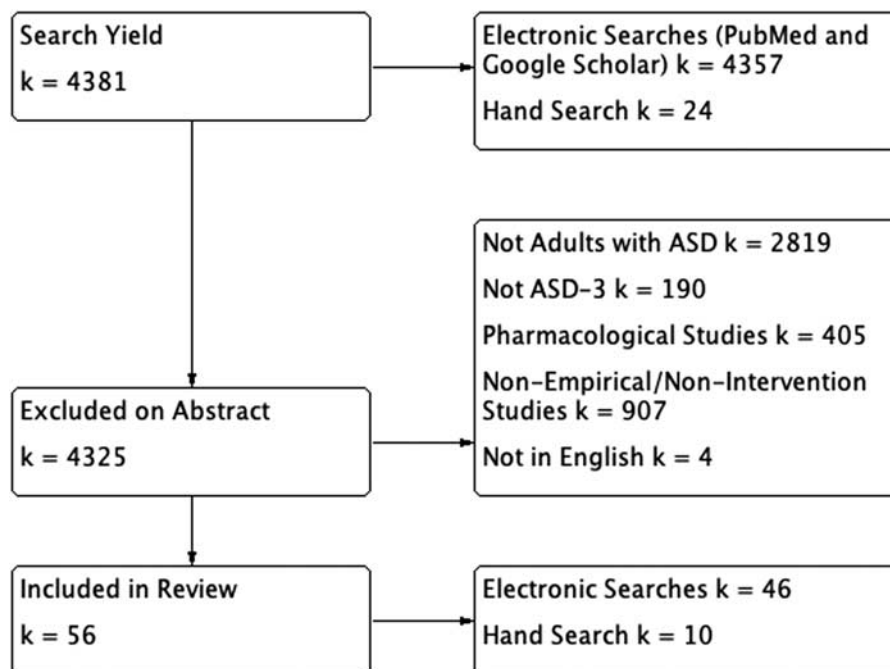 Search Yield
k = 4381
Electronic Searches (PubMed and
Google Scholar) k = 4357
Hand Search k = 24
Not Adults with ASD k = 2819
Not ASD-3 k = 190
Pharmacological Studies k = 405
Non-Empirical/Non-Intervention
Studies k = 907
Not in English k = 4
Excluded on Abstract
k = 4325
Included in Review
k = 56
Electronic Searches k = 46
Hand Search k = 10